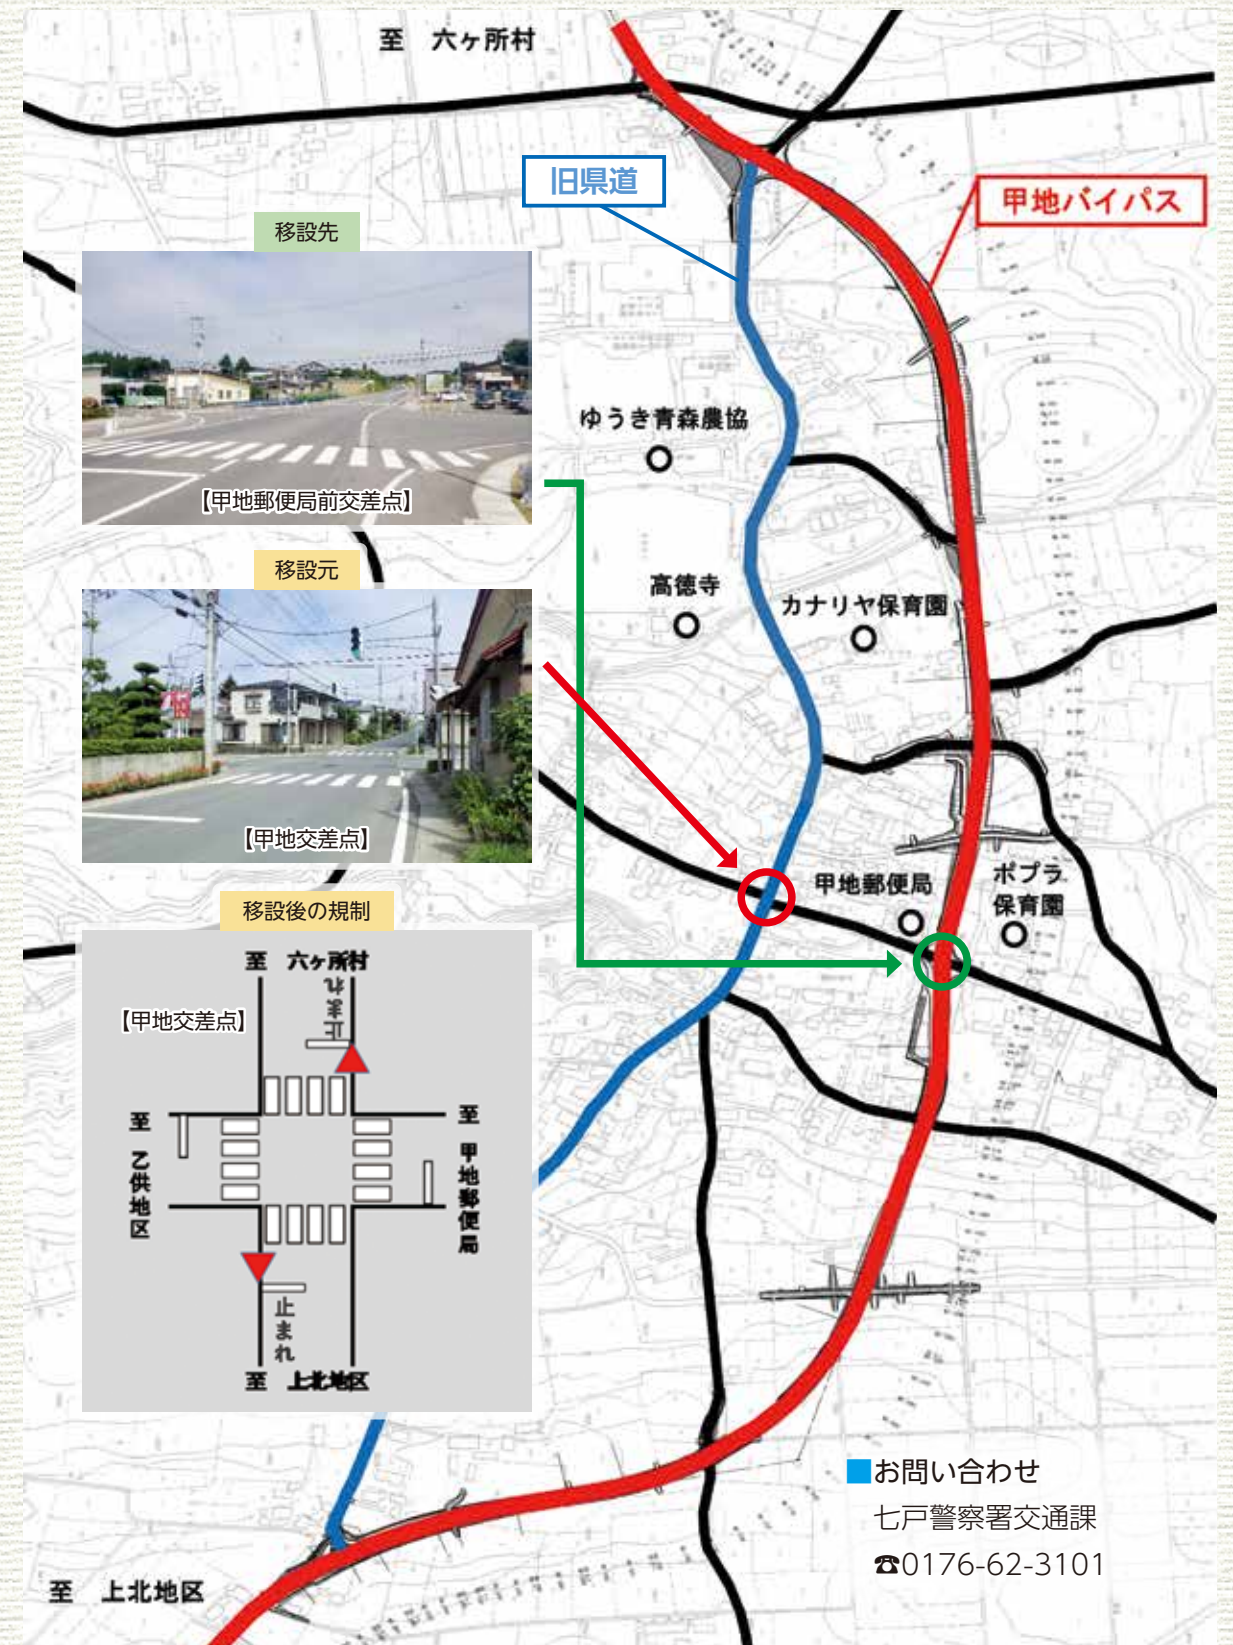 至 六ヶ所村
旧県道
甲地バイパス
移設先
【甲地郵便局前交差点】
ゆうき青森農協
移設元
【甲地交差点】
高徳寺
カナリヤ保育園
甲地郵便局
ポプラ
保育園
移設後の規制
至 六ヶ所村
止まれ
【甲地交差点】
至 乙供地区
至 甲地郵便局
止まれ
至 上北地区
■お問い合わせ
七戸警察署交通課
☎0176-62-3101
至 上北地区